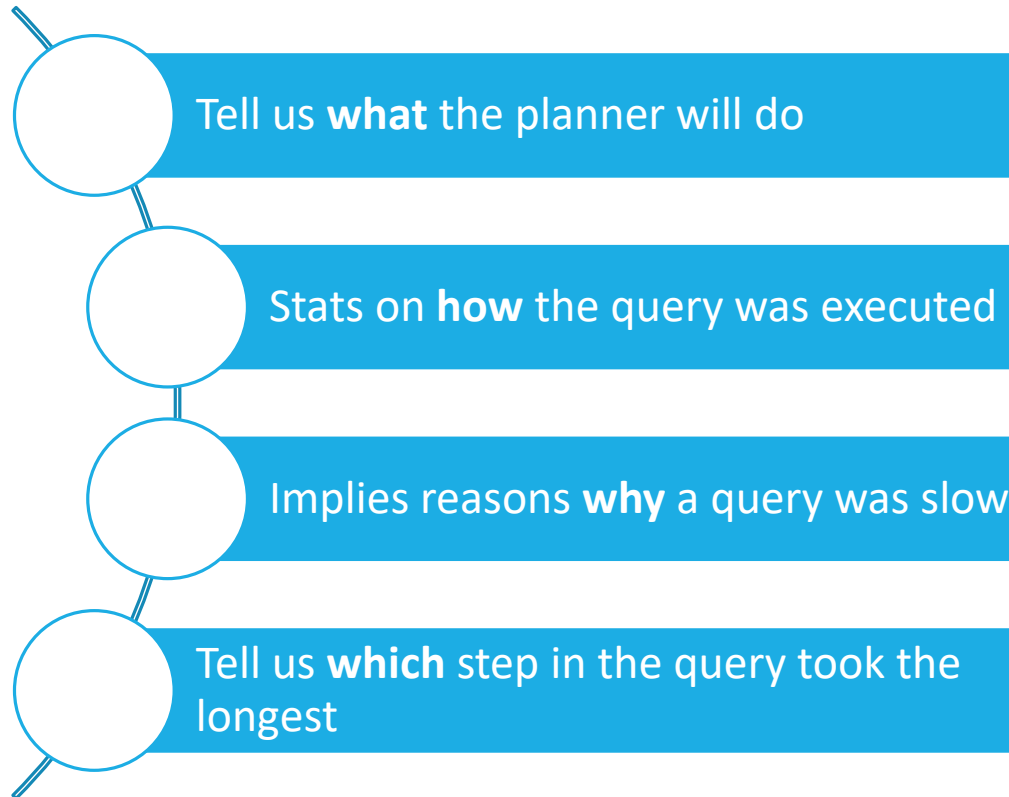 Tell us what the planner will do
Stats on how the query was executed
Implies reasons why a query was slow
Tell us which step in the query took the
longest